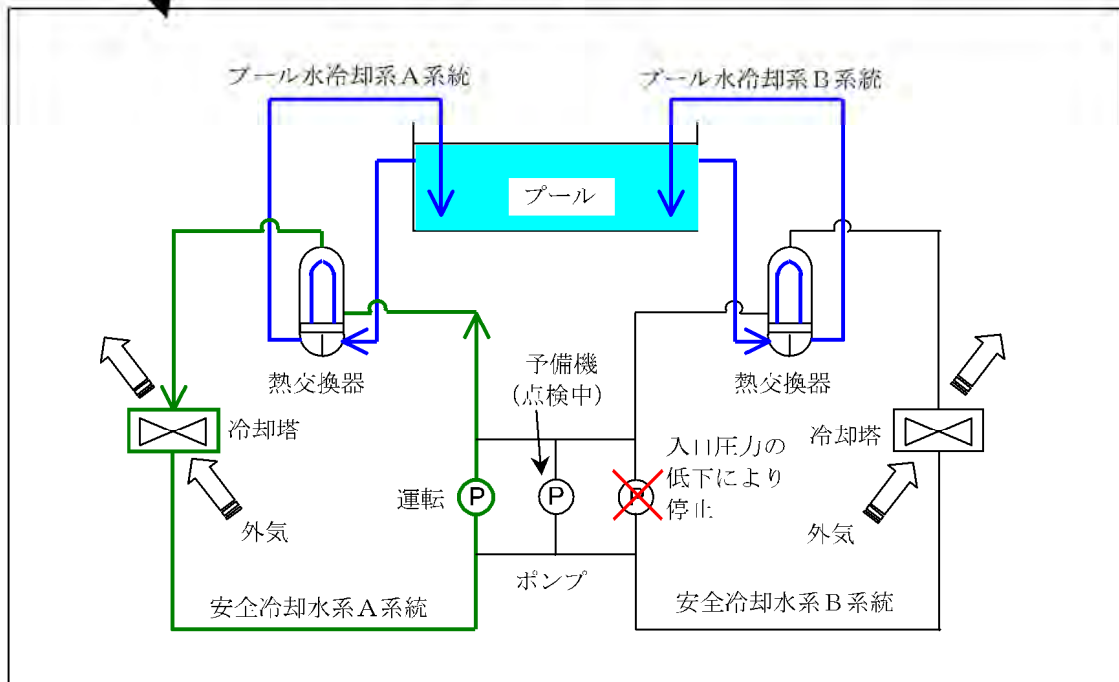 プール水冷却系A系統
プール水冷却系B系統
プール
熱交換器
予備機
(点検中)
熱交換器
冷却塔
運転
P
P
P
入口圧力の
低下により
停止
冷却塔
外気
外気
ポンプ
安全冷却水系A系統
安全冷却水系B系統